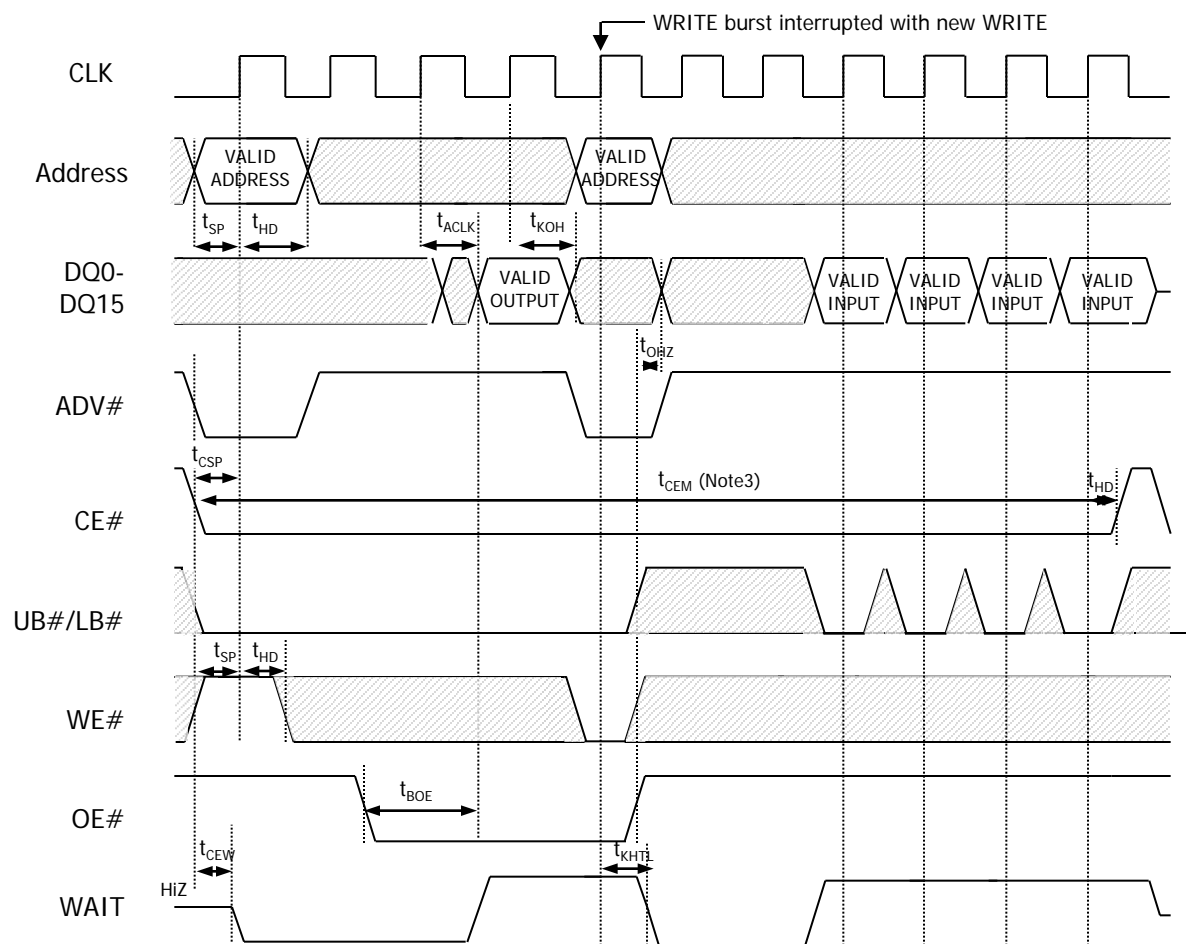 WRITE burst interrupted with new WRITE
CLK
Address
VALID
ADDRESS
VALID
ADDRESS
tSP
tHD
tACLK
tKOH
DQ0-
DQ15
VALID
OUTPUT
VALID
INPUT
VALID
INPUT
VALID
INPUT
VALID
INPUT
tOHZ
ADV#
tCSP
tCEM (Note3)
tHD
CE#
UB#/LB#
tSP
tHD
WE#
tBOE
OE#
tCEW
tKHTL
HiZ
WAIT